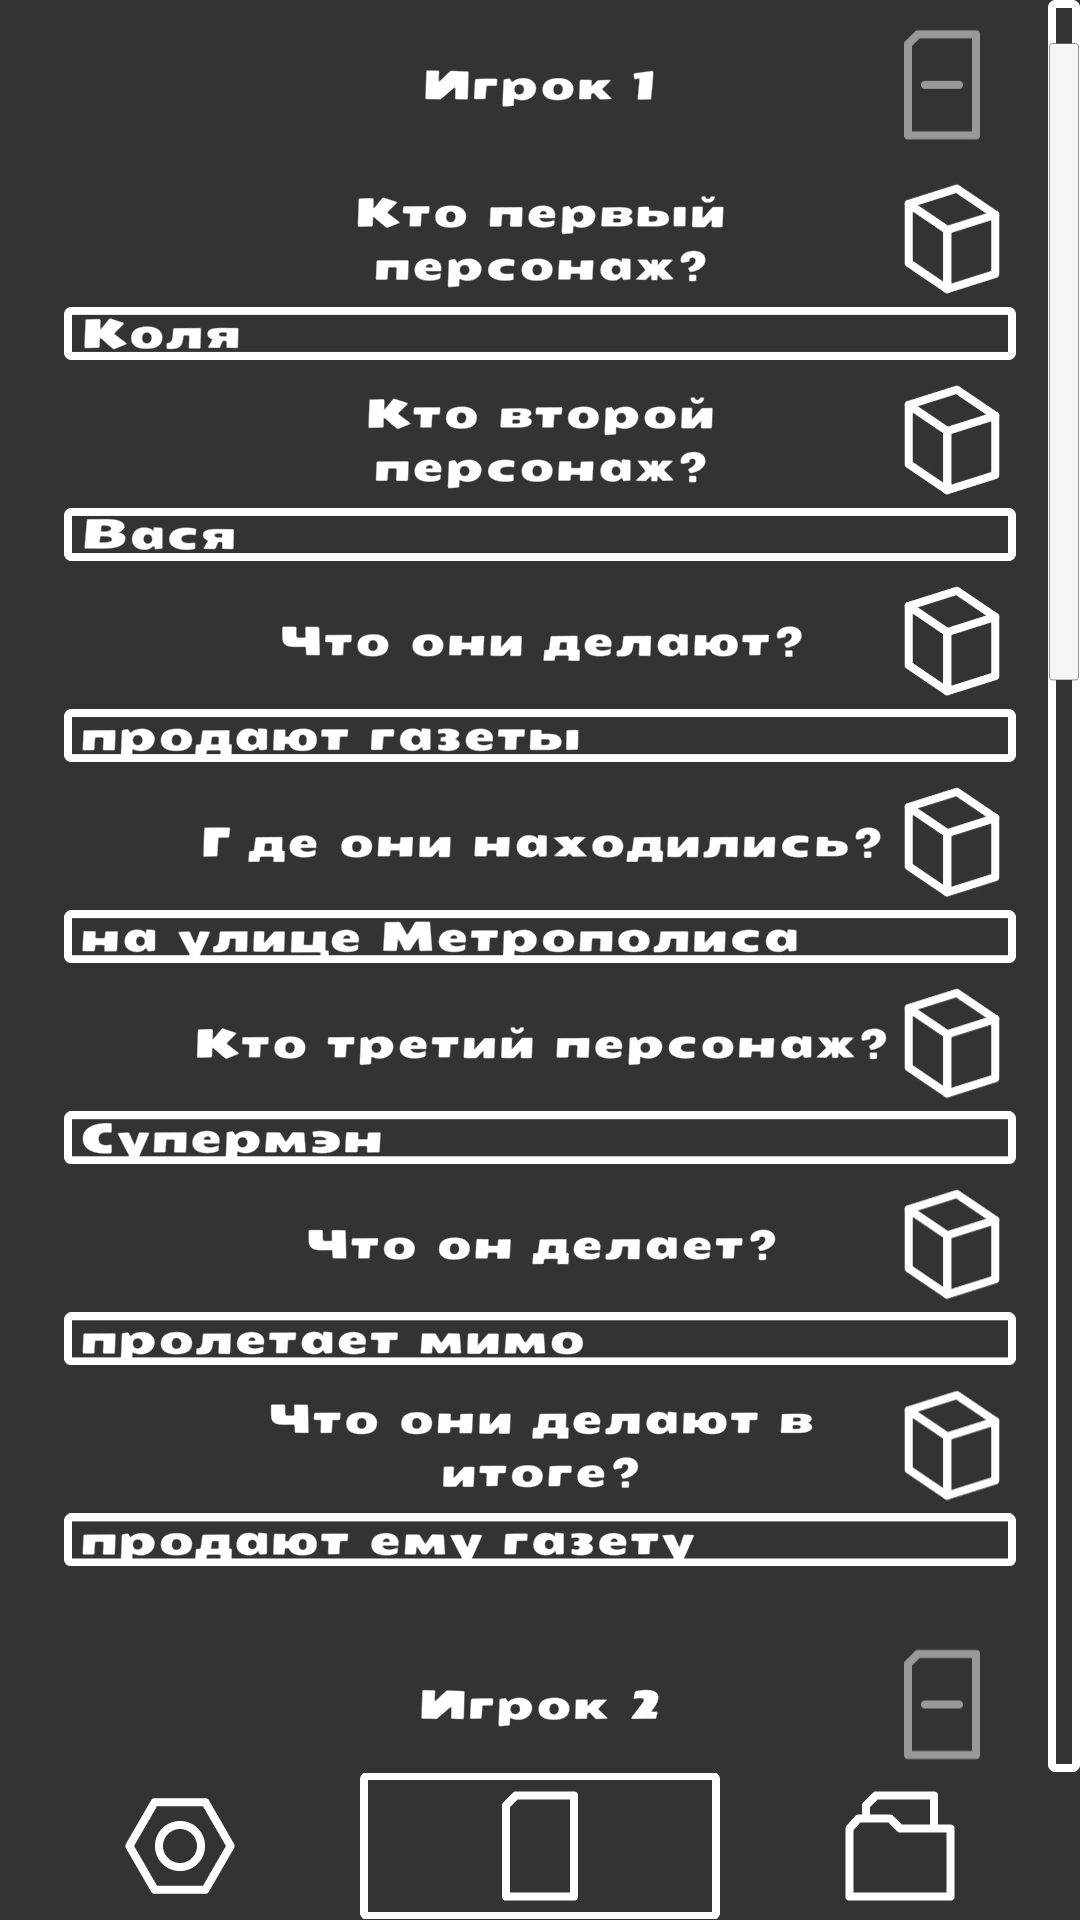 Игрок 1
Кто первый
персонаж?
Коля
Кто второй
персонаж?
Вася
Что они делают?
продают газеты
Г де они находились?
на улице Метрополиса
Кто третий персонаж?
Супермэн
Что он делает?
пролетает мимо
Что они делают в
итоге?
продают ему газету
Игрок 2